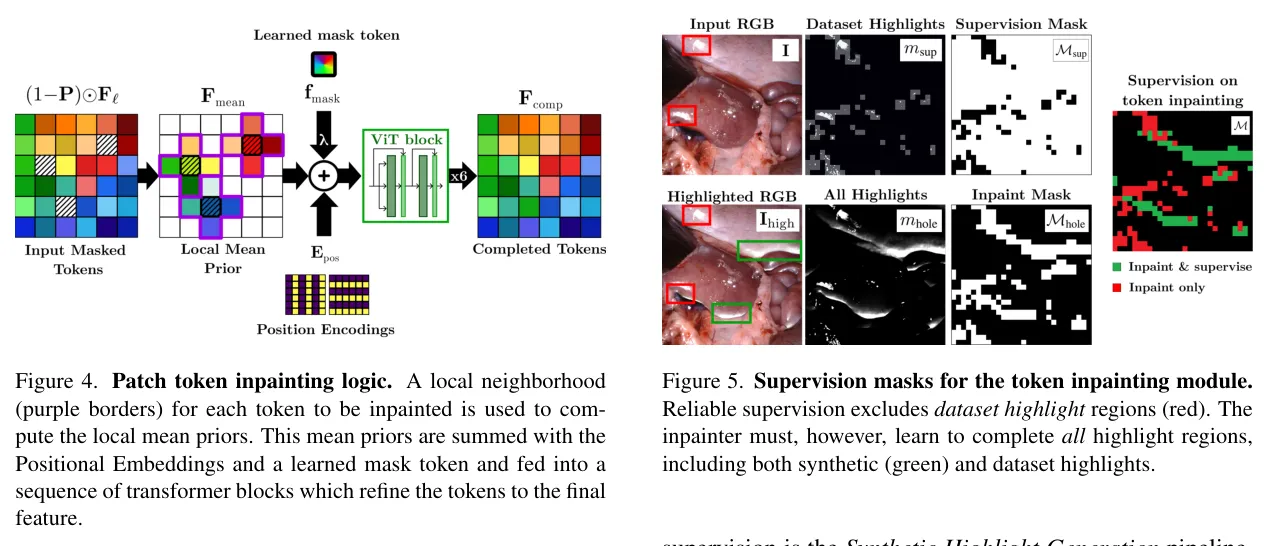 Learned mask token
(1−P)⊙Fℓ
Fmean
fmask
Fcomp
λ
ViT block
x6
+
Input Masked
Tokens
Local Mean
Prior
Epos
Completed Tokens
Position Encodings
Figure 4. Patch token inpainting logic. A local neighborhood
(purple borders) for each token to be inpainted is used to com-
pute the local mean priors. This mean priors are summed with the
Positional Embeddings and a learned mask token and fed into a
sequence of transformer blocks which refine the tokens to the final
feature.
Input RGB
Dataset Highlights
Supervision Mask
I
msup
Msup
Supervision on
token inpainting
M
Highlighted RGB
All Highlights
Inpaint Mask
Ihigh
mhole
Mhole
Inpaint & supervise
Inpaint only
Figure 5. Supervision masks for the token inpainting module.
Reliable supervision excludes dataset highlight regions (red). The
inpainter must, however, learn to complete all highlight regions,
including both synthetic (green) and dataset highlights.
supervision is the Synthetic Highlight Generation pipeline.